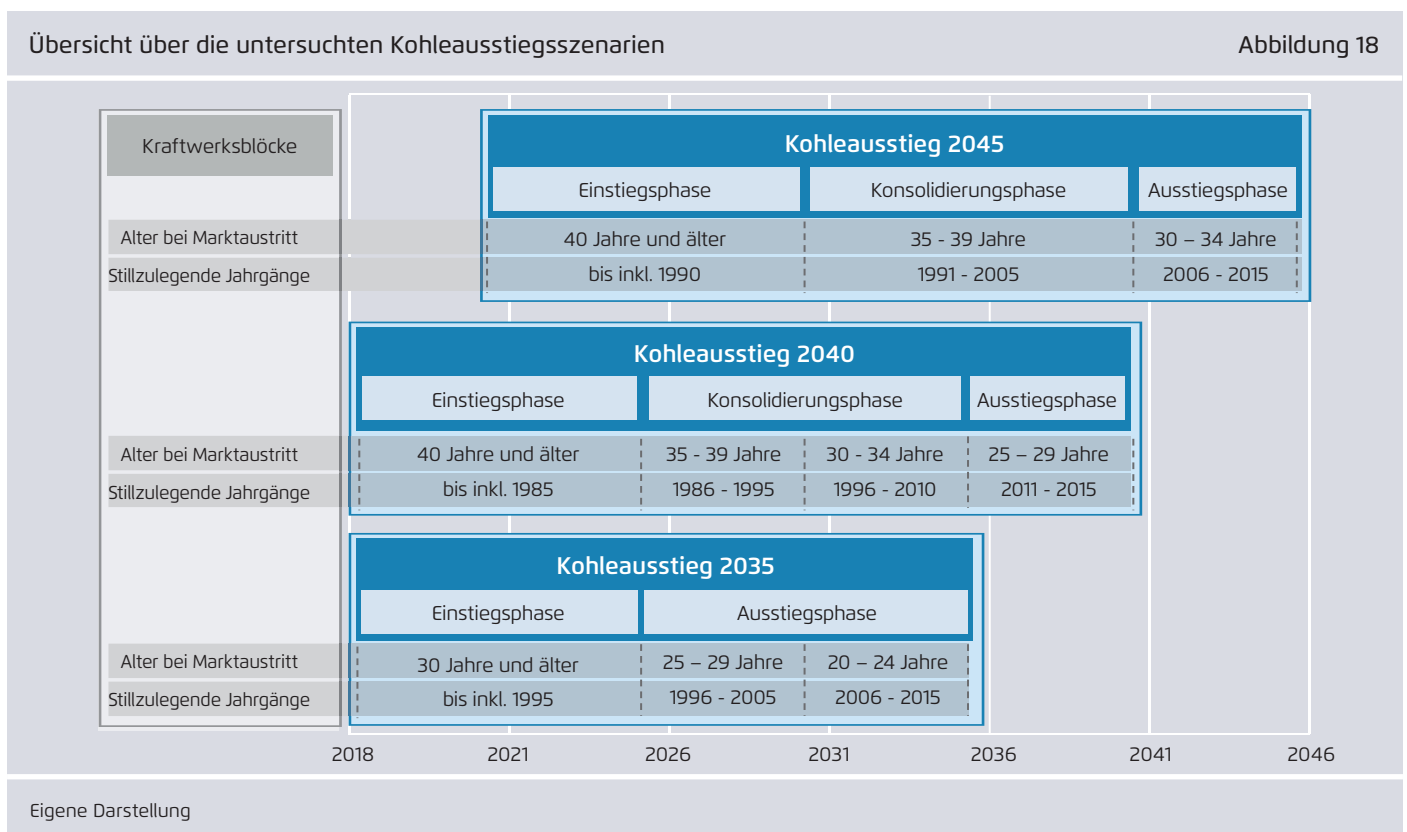 Übersicht über die untersuchten Kohleausstiegsszenarien Abbildung 18
Kraftwerksblöcke
Kohleausstieg 2045
Einstiegsphase Konsolidierungsphase Ausstiegsphase
Alter bei Marktaustritt 40 Jahre und älter 35 - 39 Jahre 30 – 34 Jahre
Stillzulegende Jahrgänge bis inkl. 1990 1991 - 2005 2006 - 2015
Kohleausstieg 2040
Einstiegsphase Konsolidierungsphase Ausstiegsphase
Alter bei Marktaustritt 40 Jahre und älter 35 - 39 Jahre 30 - 34 Jahre 25 – 29 Jahre
Stillzulegende Jahrgänge bis inkl. 1985 1986 - 1995 1996 - 2010 2011 - 2015
Kohleausstieg 2035
Einstiegsphase Ausstiegsphase
Alter bei Marktaustritt 30 Jahre und älter 25 – 29 Jahre 20 – 24 Jahre
Stillzulegende Jahrgänge bis inkl. 1995 1996 - 2005 2006 - 2015
2018 2021 2026 2031 2036 2041 2046
Eigene Darstellung